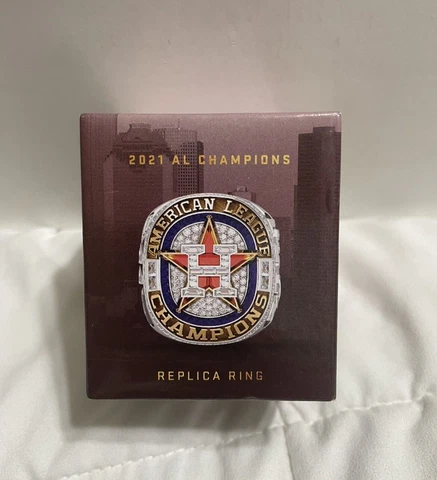 2021 AL CHAMPIONS
AMERICAN LEAGUE
H
CHAMPIONS
REPLICA RING